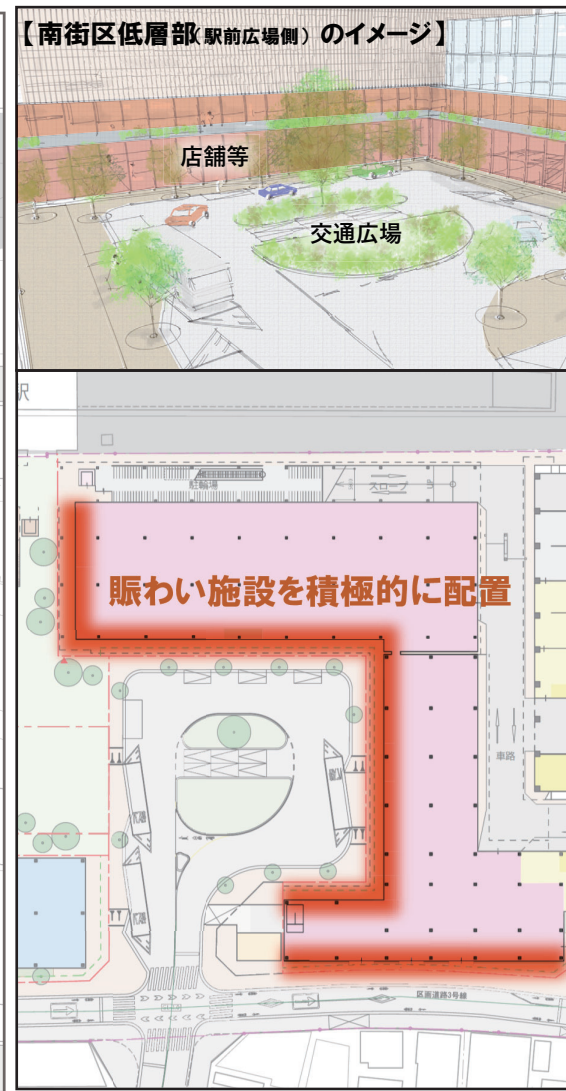 【南街区低層部(駅前広場側)のイメージ】
店舗等
交通広場
駅
駐輪場
スロープ
賑わい施設を積極的に配置
車路
区画道路3号線